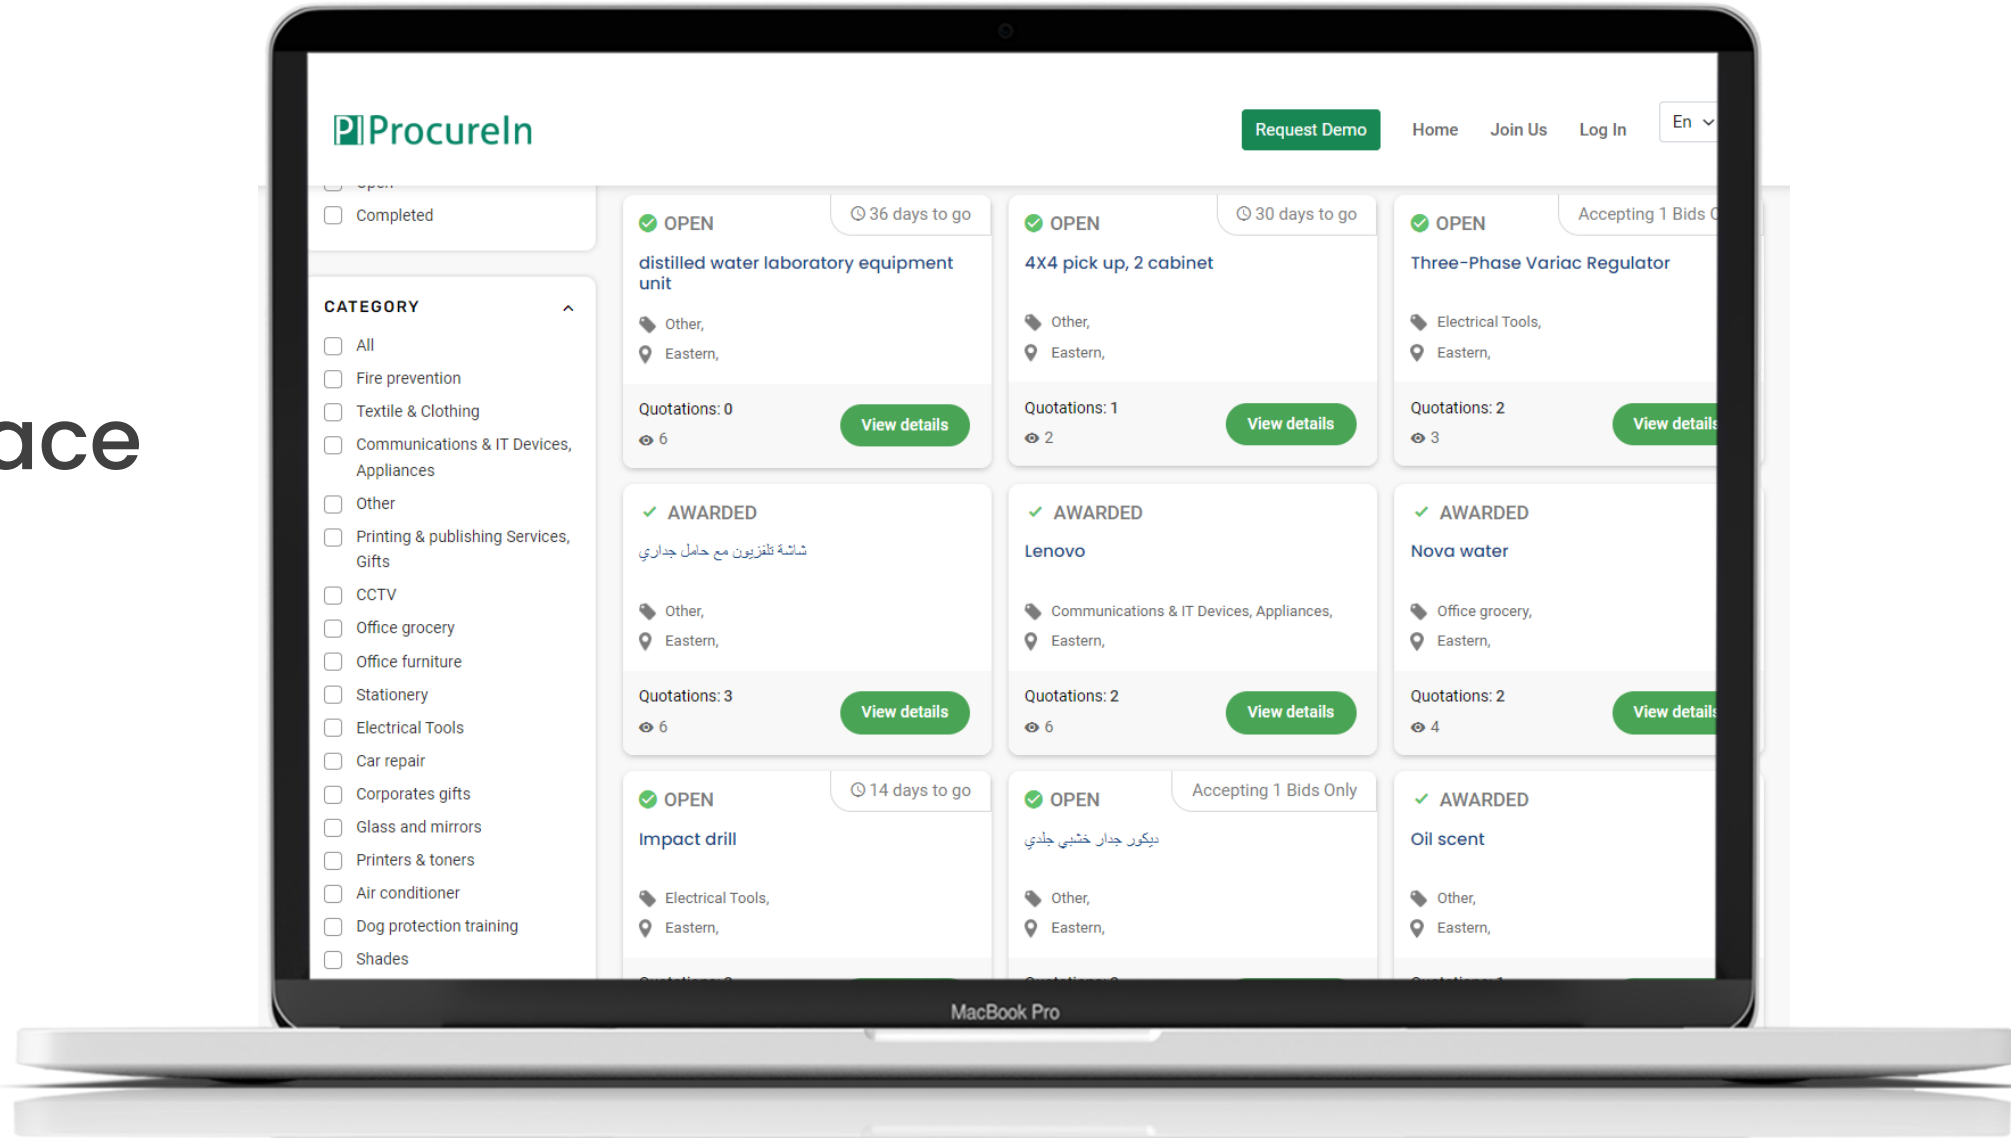 ace
PI ProcureIn
Request Demo
Home
Join Us
Log In
En
Open
Completed
CATEGORY
All
Fire prevention
Textile & Clothing
Communications & IT Devices,
Appliances
Other
Printing & publishing Services,
Gifts
CCTV
Office grocery
Office furniture
Stationery
Electrical Tools
Car repair
Corporates gifts
Glass and mirrors
Printers & toners
Air conditioner
Dog protection training
Shades
OPEN
36 days to go
distilled water laboratory equipment
unit
Other,
Eastern,
Quotations: 0
6
View details
OPEN
30 days to go
4X4 pick up, 2 cabinet
Other,
Eastern,
Quotations: 1
2
View details
OPEN
Accepting 1 Bids
Three-Phase Variac Regulator
Electrical Tools,
Eastern,
Quotations: 2
3
View details
AWARDED
شاشة تلفزيون مع حامل جداري
Other,
Eastern,
Quotations: 3
6
View details
AWARDED
Lenovo
Communications & IT Devices, Appliances,
Eastern,
Quotations: 2
6
View details
AWARDED
Nova water
Office grocery,
Eastern,
Quotations: 2
4
View details
OPEN
14 days to go
Impact drill
Electrical Tools,
Eastern,
OPEN
Accepting 1 Bids Only
ديكور جدار خشبي جلدي
Other,
Eastern,
AWARDED
Oil scent
Other,
Eastern,
MacBook Pro